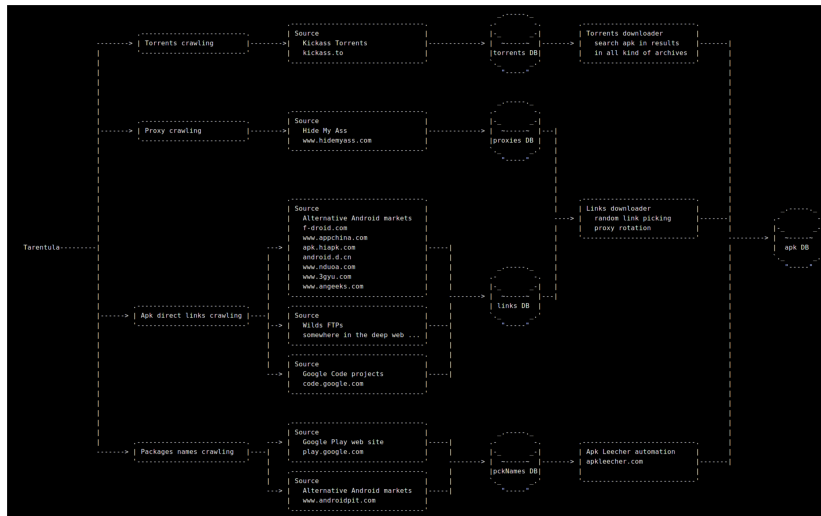 Source
Torrents crawling
Kickass Torrents
kickass.to
torrents DB
Torrents downloader
search apk in results
in all kind of archives
Source
Proxy crawling
Hide My Ass
www.hidemyass.com
proxies DB
Source
Alternative Android markets
f-droid.com
www.appchina.com
apk.hiapk.com
android.d.cn
www.nduoa.com
www.3gyu.com
www.angeeks.com
Links downloader
random link picking
proxy rotation
Tarentula
apk DB
links DB
Apk direct links crawling
Source
Wilds FTPs
somewhere in the deep web ...
Source
Google Code projects
code.google.com
Source
Packages names crawling
Google Play web site
play.google.com
pckNames DB
Apk Leecher automation
apkleecher.com
Source
Alternative Android markets
www.androidpit.com